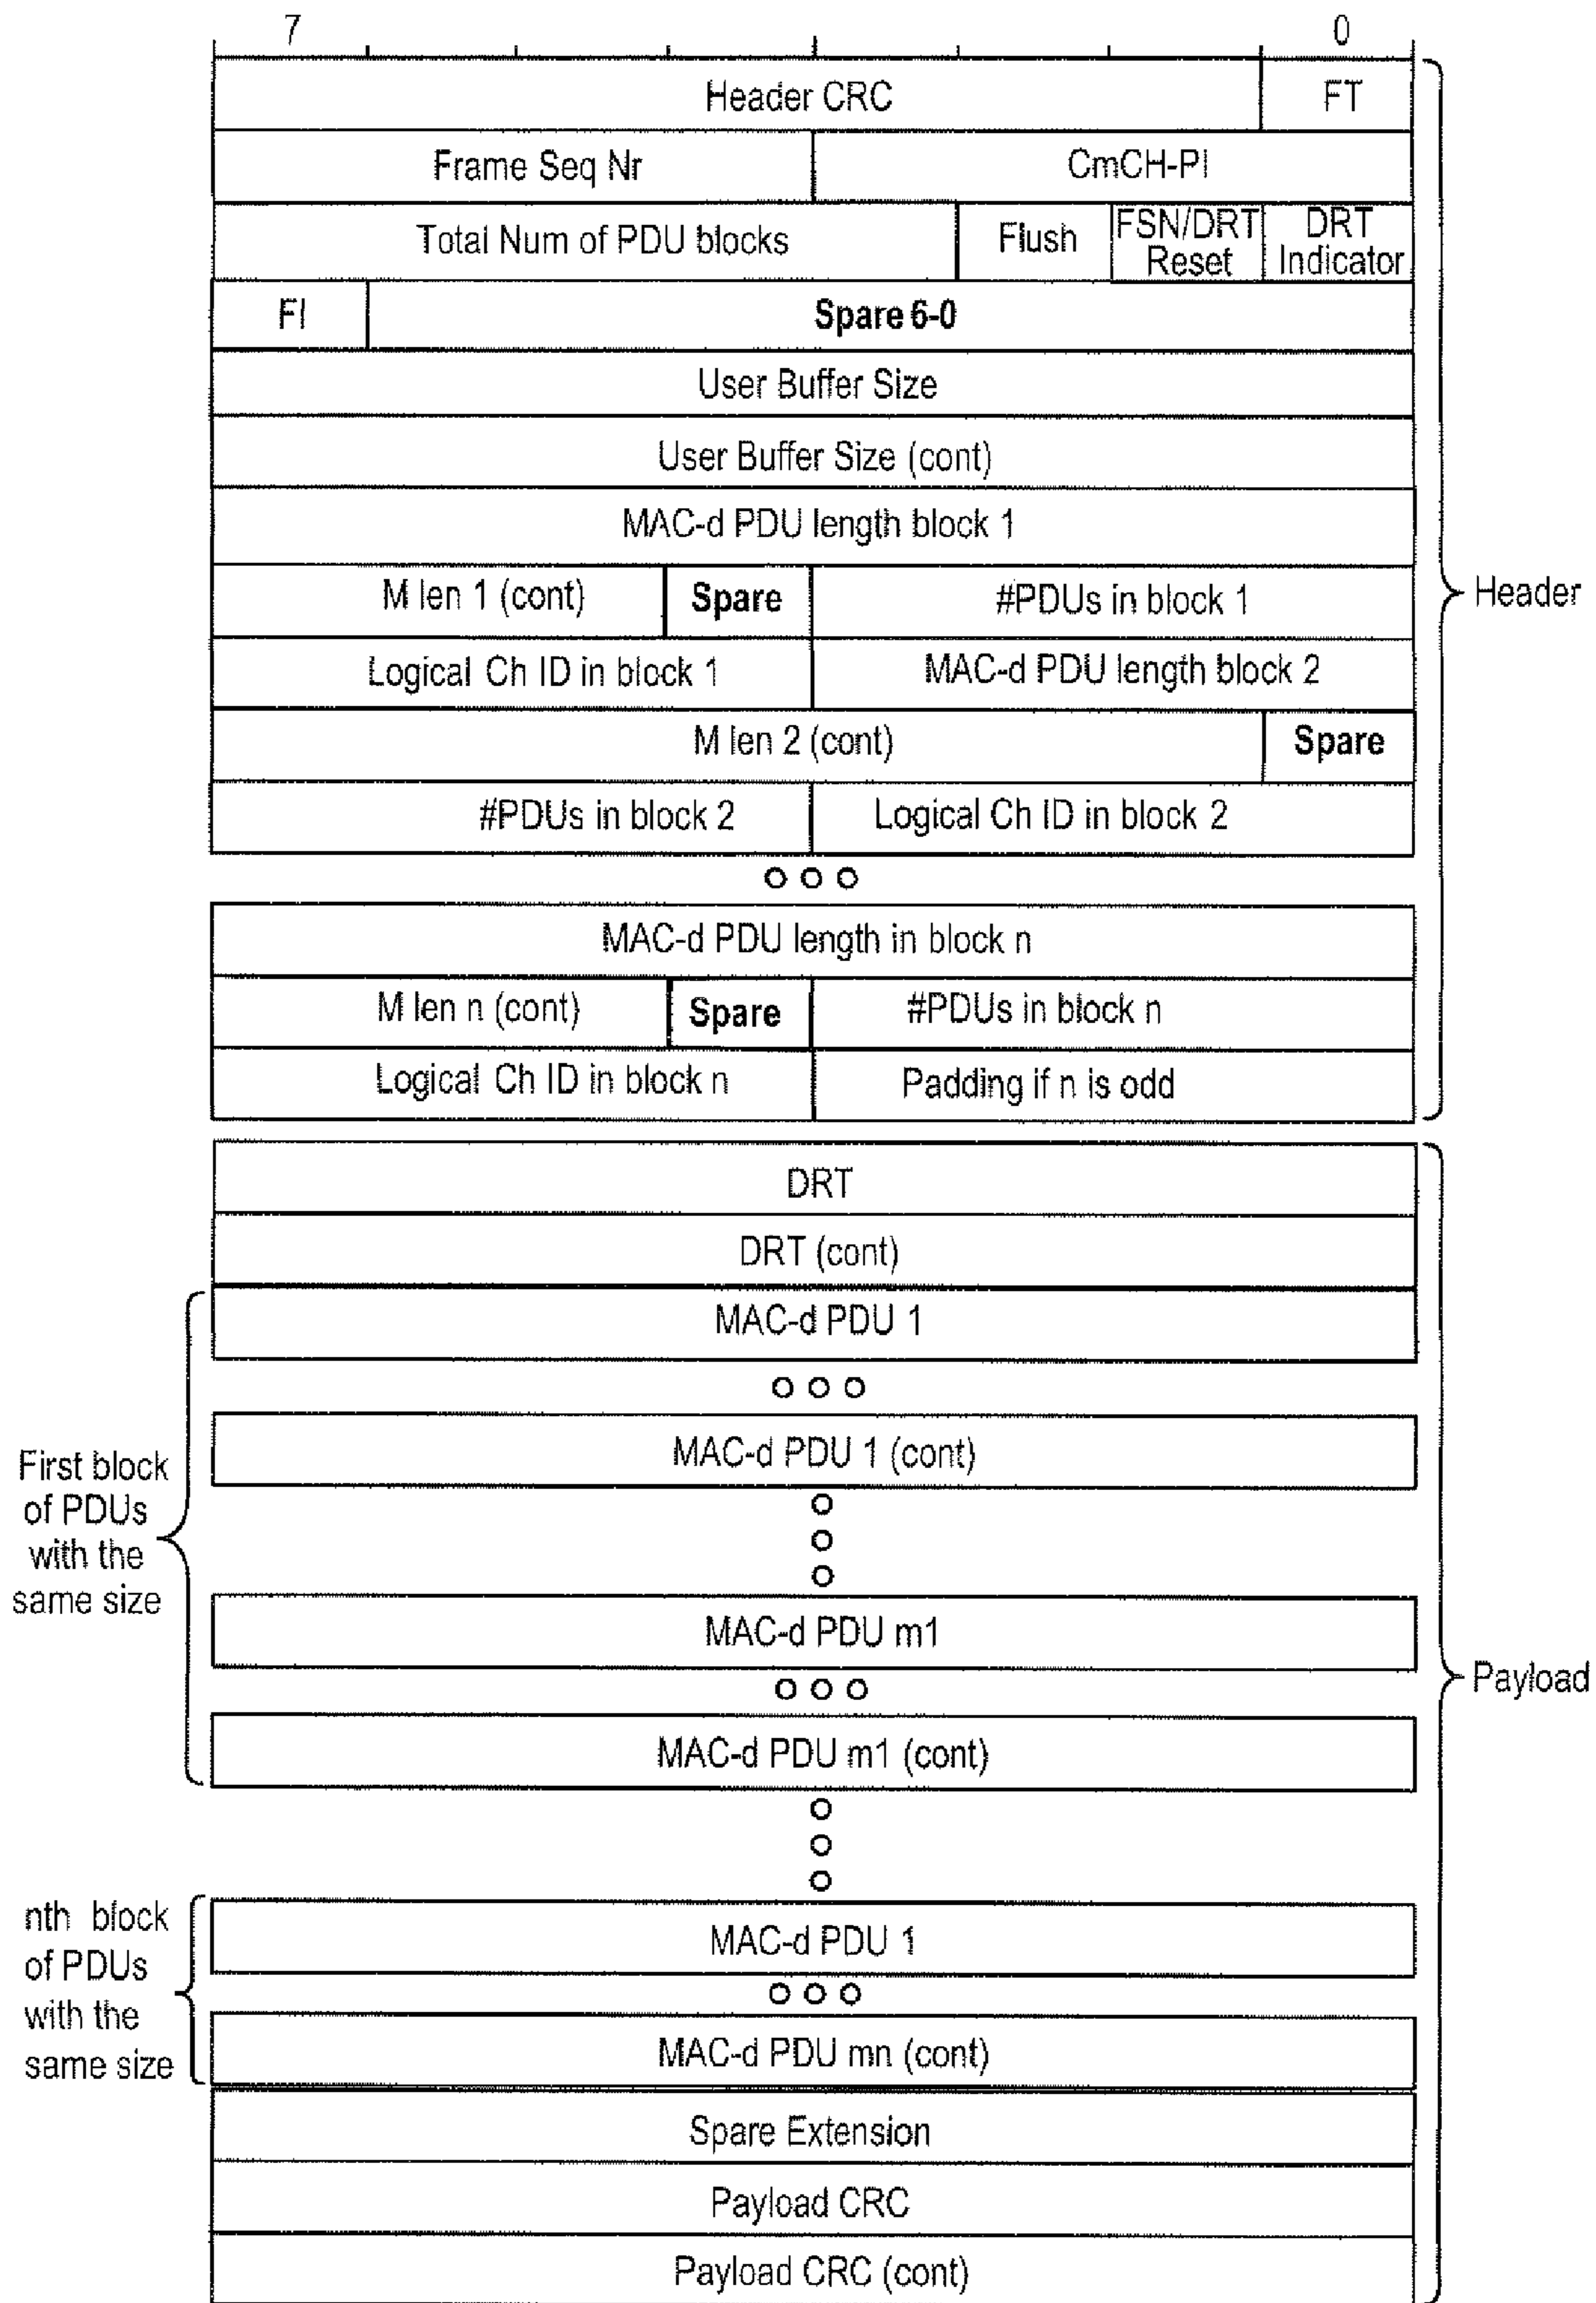 7 0
Header CRC FT
Frame Seq Nr CmCH-PI
Total Num of PDU blocks Flush FSN/DRT Reset DRT Indicator
FI Spare 6-0
User Buffer Size
User Buffer Size (cont)
MAC-d PDU length block 1
M len 1 (cont) Spare #PDUs in block 1
Header
Logical Ch ID in block 1 MAC-d PDU length block 2
M len 2 (cont) Spare
#PDUs in block 2 Logical Ch ID in block 2
MAC-d PDU length in block n
M len n (cont) Spare #PDUs in block n
Logical Ch ID in block n Padding if n is odd
DRT
DRT (cont)
MAC-d PDU 1
MAC-d PDU 1 (cont)
First block
of PDUs
with the
same size
MAC-d PDU m1
Payload
MAC-d PDU m1 (cont)
nth block
of PDUs
with the
same size
MAC-d PDU 1
MAC-d PDU mn (cont)
Spare Extension
Payload CRC
Payload CRC (cont)